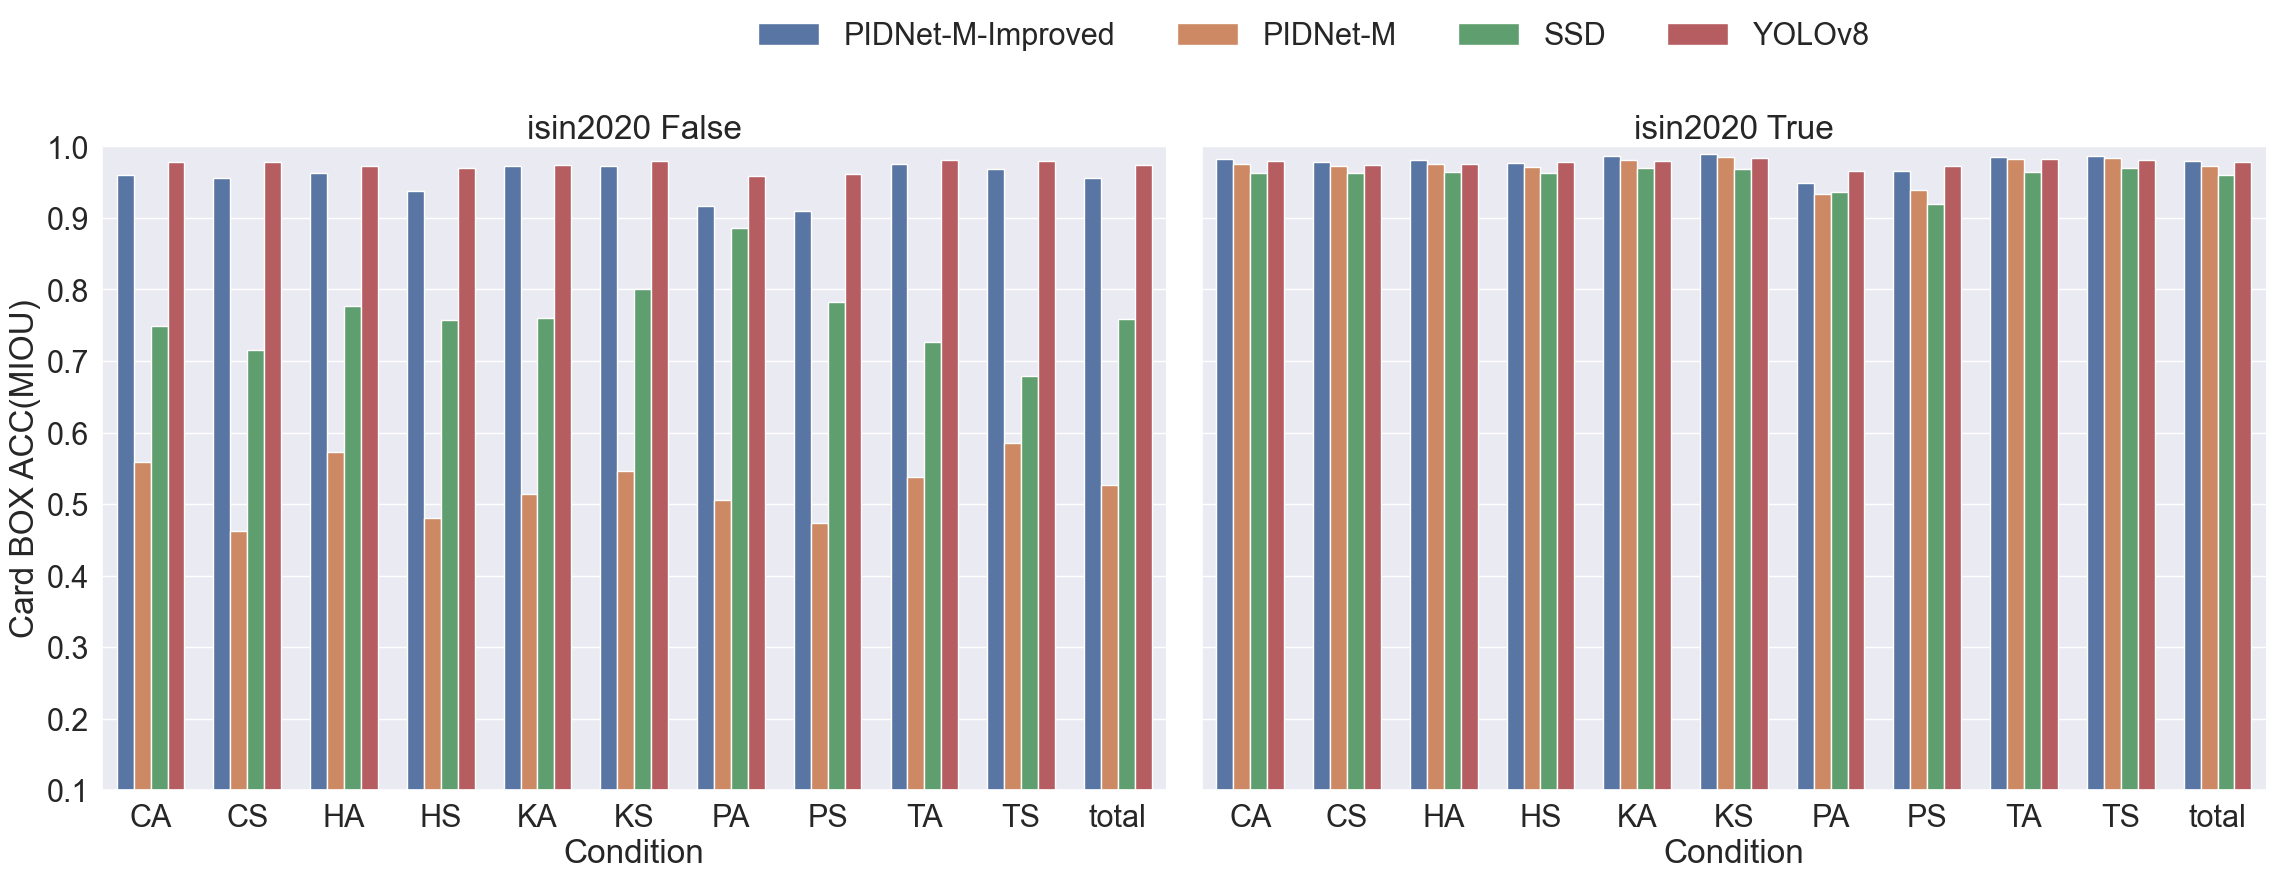 PIDNet-M-Improved PIDNet-M SSD YOLOv8
isin2020 False
isin2020 True
Card BOX ACC(MIOU)
1.0
0.9
0.8
0.7
0.6
0.5
0.4
0.3
0.2
0.1
CA CS HA HS KA KS PA PS TA TS total
Condition
CA CS HA HS KA KS PA PS TA TS total
Condition